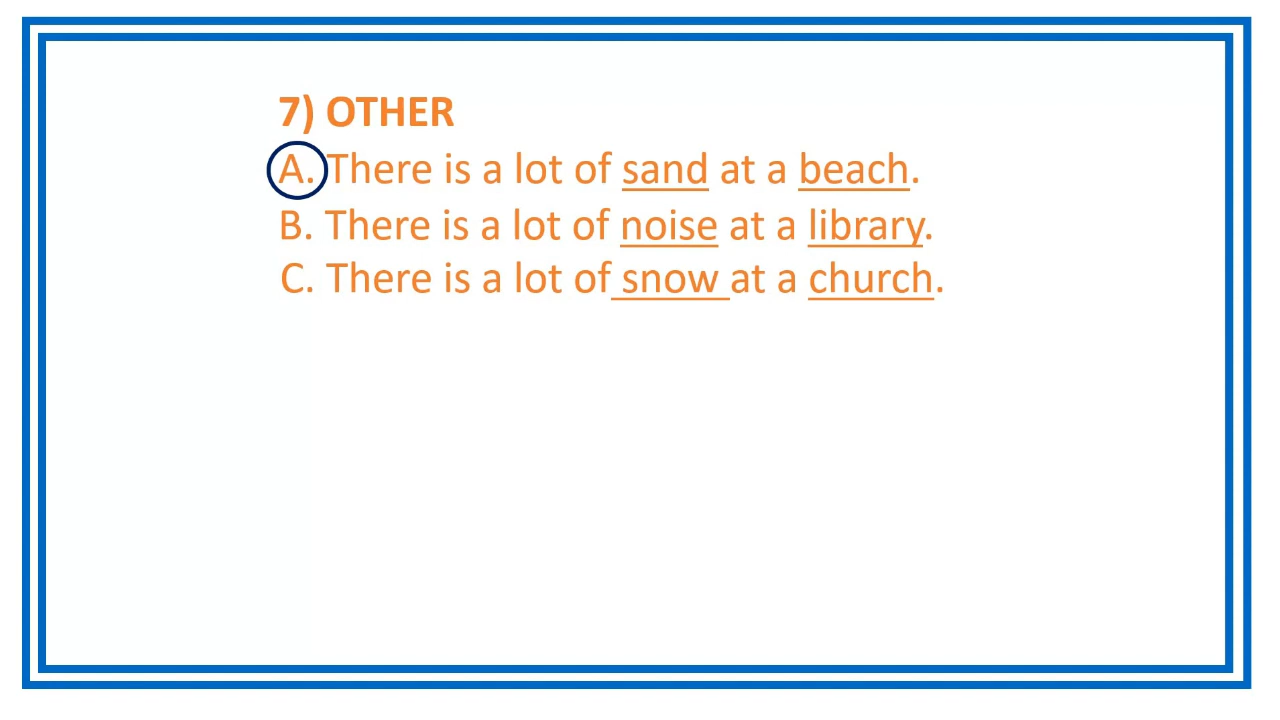 7) OTHER
A. There is a lot of sand at a beach.
B. There is a lot of noise at a library.
C. There is a lot of snow at a church.